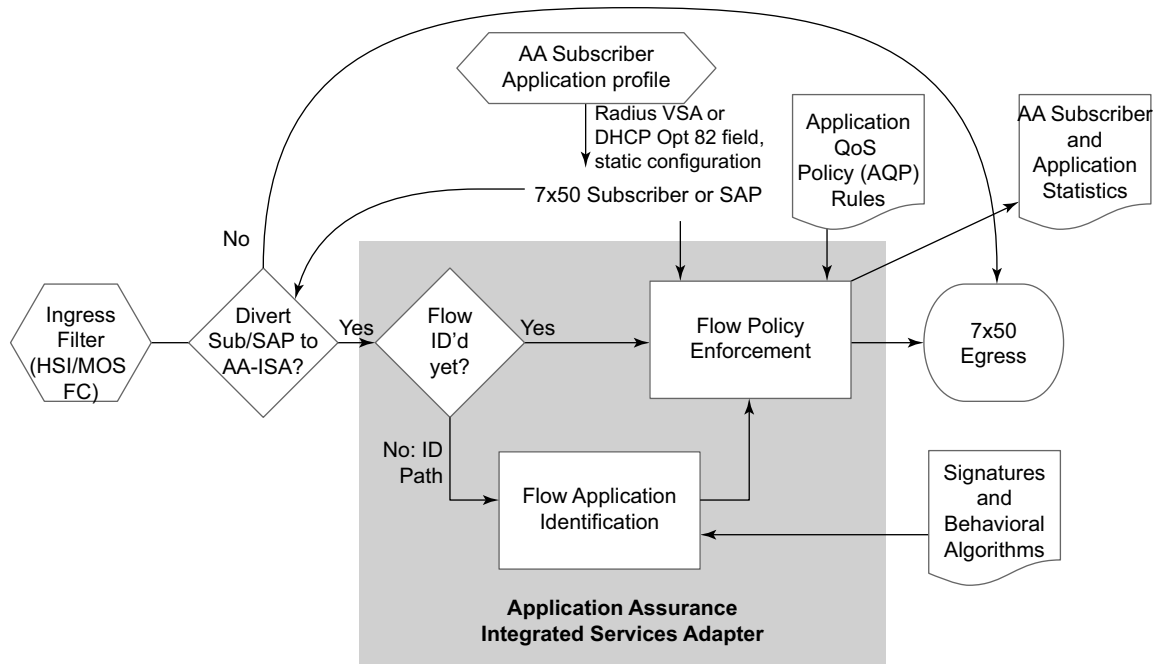 AA Subscriber
Application profile
Radius VSA or
DHCP Opt 82 field,
static configuration
7x50 Subscriber or SAP
Application
QoS
Policy (AQP)
Rules
AA Subscriber
and
Application
Statistics
No
Ingress
Filter
(HSI/MOS
FC)
Divert
Sub/SAP to
AA-ISA?
Yes
Flow
ID'd
yet?
Yes
Flow Policy
Enforcement
7x50
Egress
No: ID
Path
Flow Application
Identification
Signatures
and
Behavioral
Algorithms
Application Assurance
Integrated Services Adapter